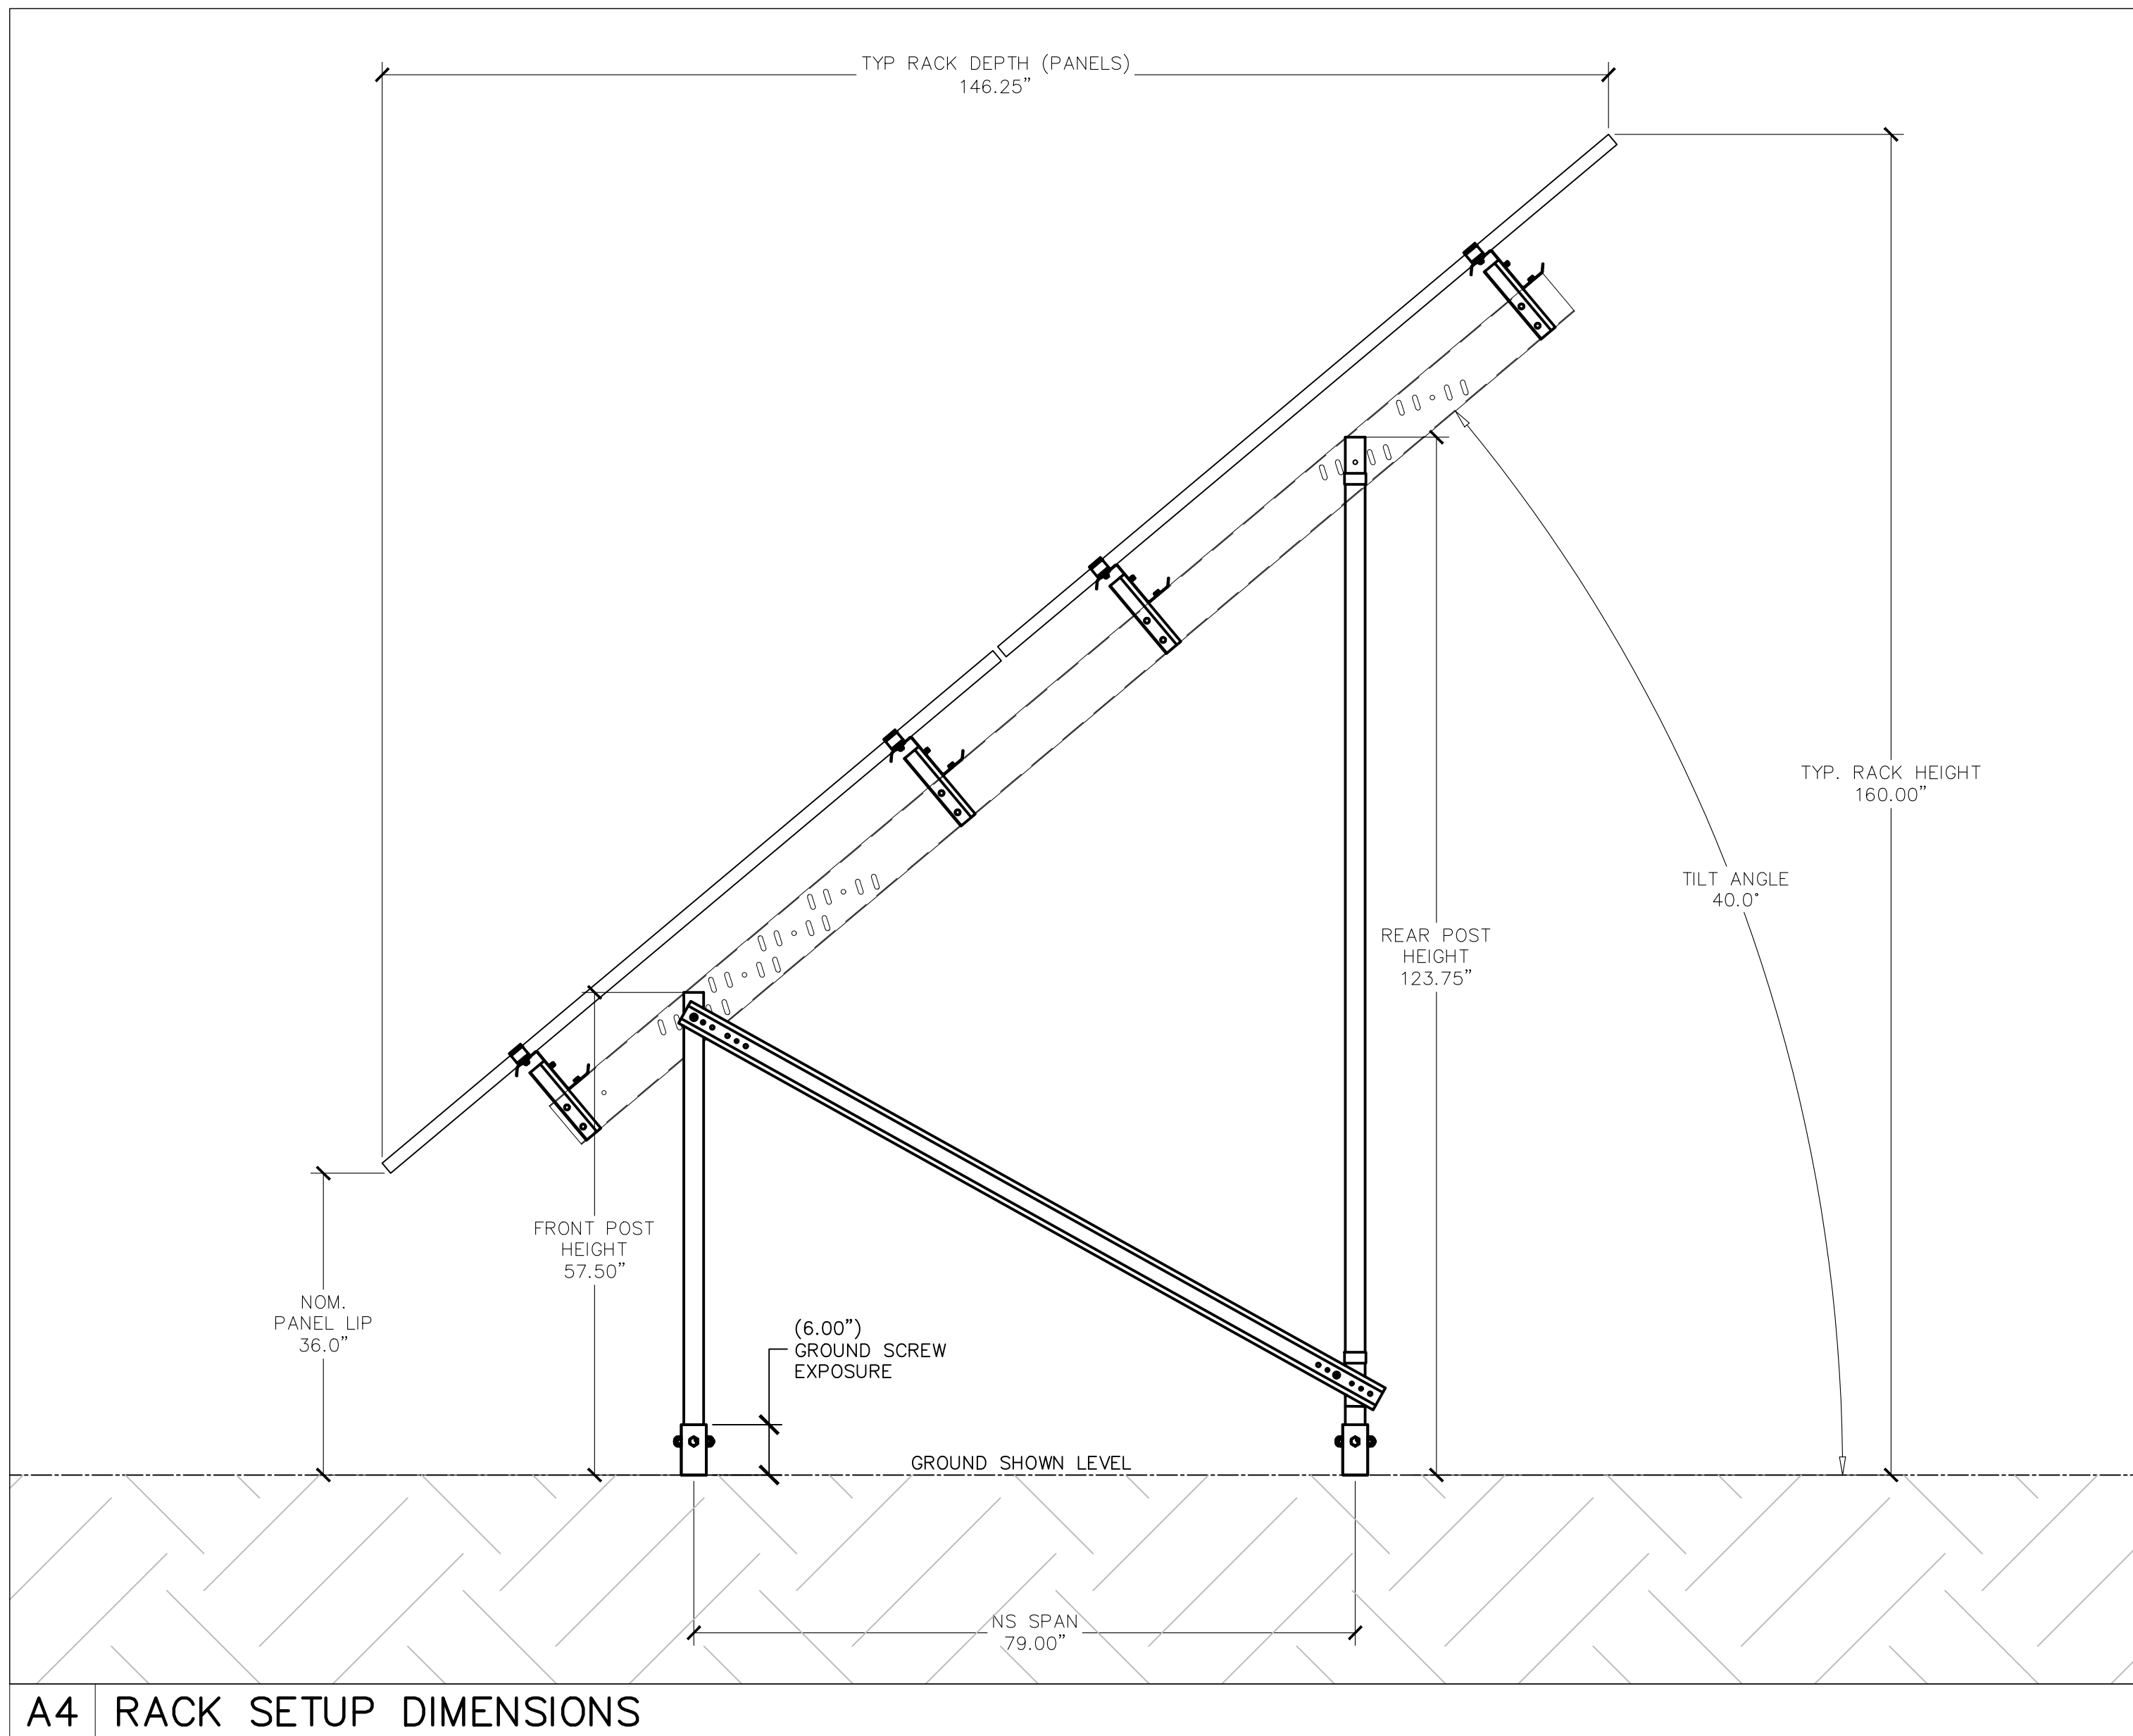 TYP RACK DEPTH (PANELS)
146.25”
TYP. RACK HEIGHT
160.00”
TILT ANGLE
40.0°
REAR POST
HEIGHT
123.75”
FRONT POST
HEIGHT
57.50”
NOM.
PANEL LIP
36.0”
(6.00”)
GROUND SCREW
EXPOSURE
GROUND SHOWN LEVEL
NS SPAN
79.00”
A4 RACK SETUP DIMENSIONS